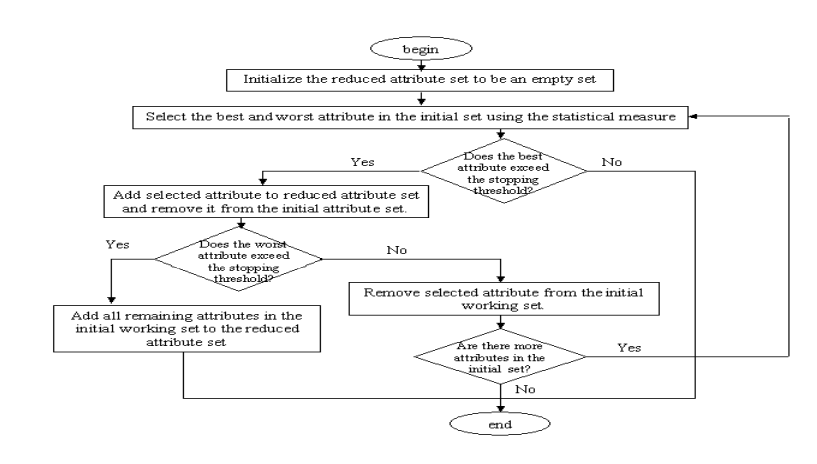 begin
Initialize the reduced attribute set to be an empty set
Select the best and worst attribute in the initial set using the statistical measure
Does the best
attribute exceed
the stopping
threshold?
Yes
No
Add selected attribute to reduced attribute set
and remove it from the initial attribute set.
Does the worst
attribute exceed
the stopping
threshold?
Yes
No
Add all remaining attributes in the
initial working set to the reduced
attribute set
Remove selected attribute from the initial
working set.
Are there more
attributes in the
initial set?
Yes
No
end